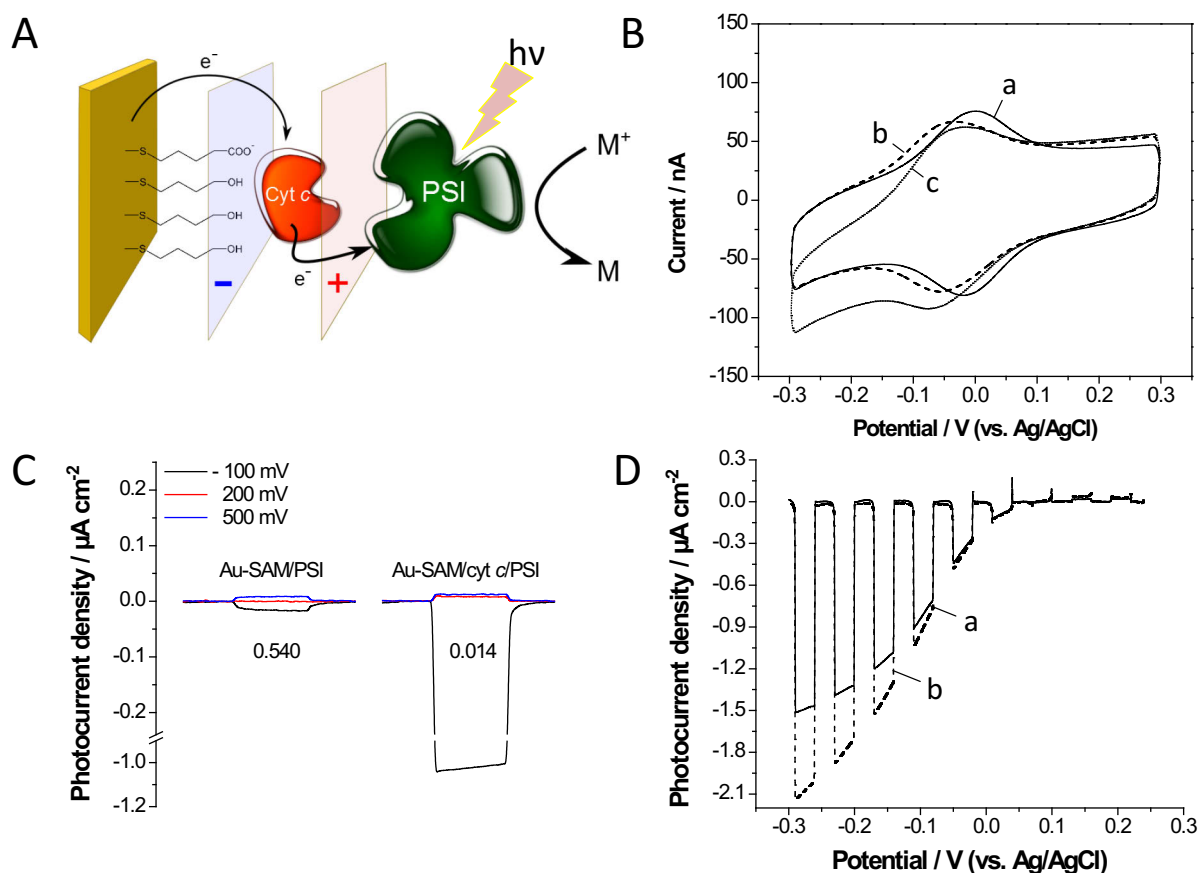 A
e⁻
hν
COO⁻
S
OH
S
OH
S
OH
S
Cyt c
PSI
M⁺
M
e⁻
-
+
B
150
100
50
0
-50
-100
-150
Current / nA
a
b
c
-0.3 -0.2 -0.1 0.0 0.1 0.2 0.3
Potential / V (vs. Ag/AgCl)
C
0.2
0.1
0.0
-0.1
-0.2
-1.0
-1.2
Photocurrent density / µA cm⁻²
- 100 mV
200 mV
500 mV
Au-SAM/PSI
Au-SAM/cyt c/PSI
0.540
0.014
D
0.3
0.0
-0.3
-0.6
-0.9
-1.2
-1.5
-1.8
-2.1
Photocurrent density / µA cm⁻²
a
b
-0.3 -0.2 -0.1 0.0 0.1 0.2 0.3
Potential / V (vs. Ag/AgCl)